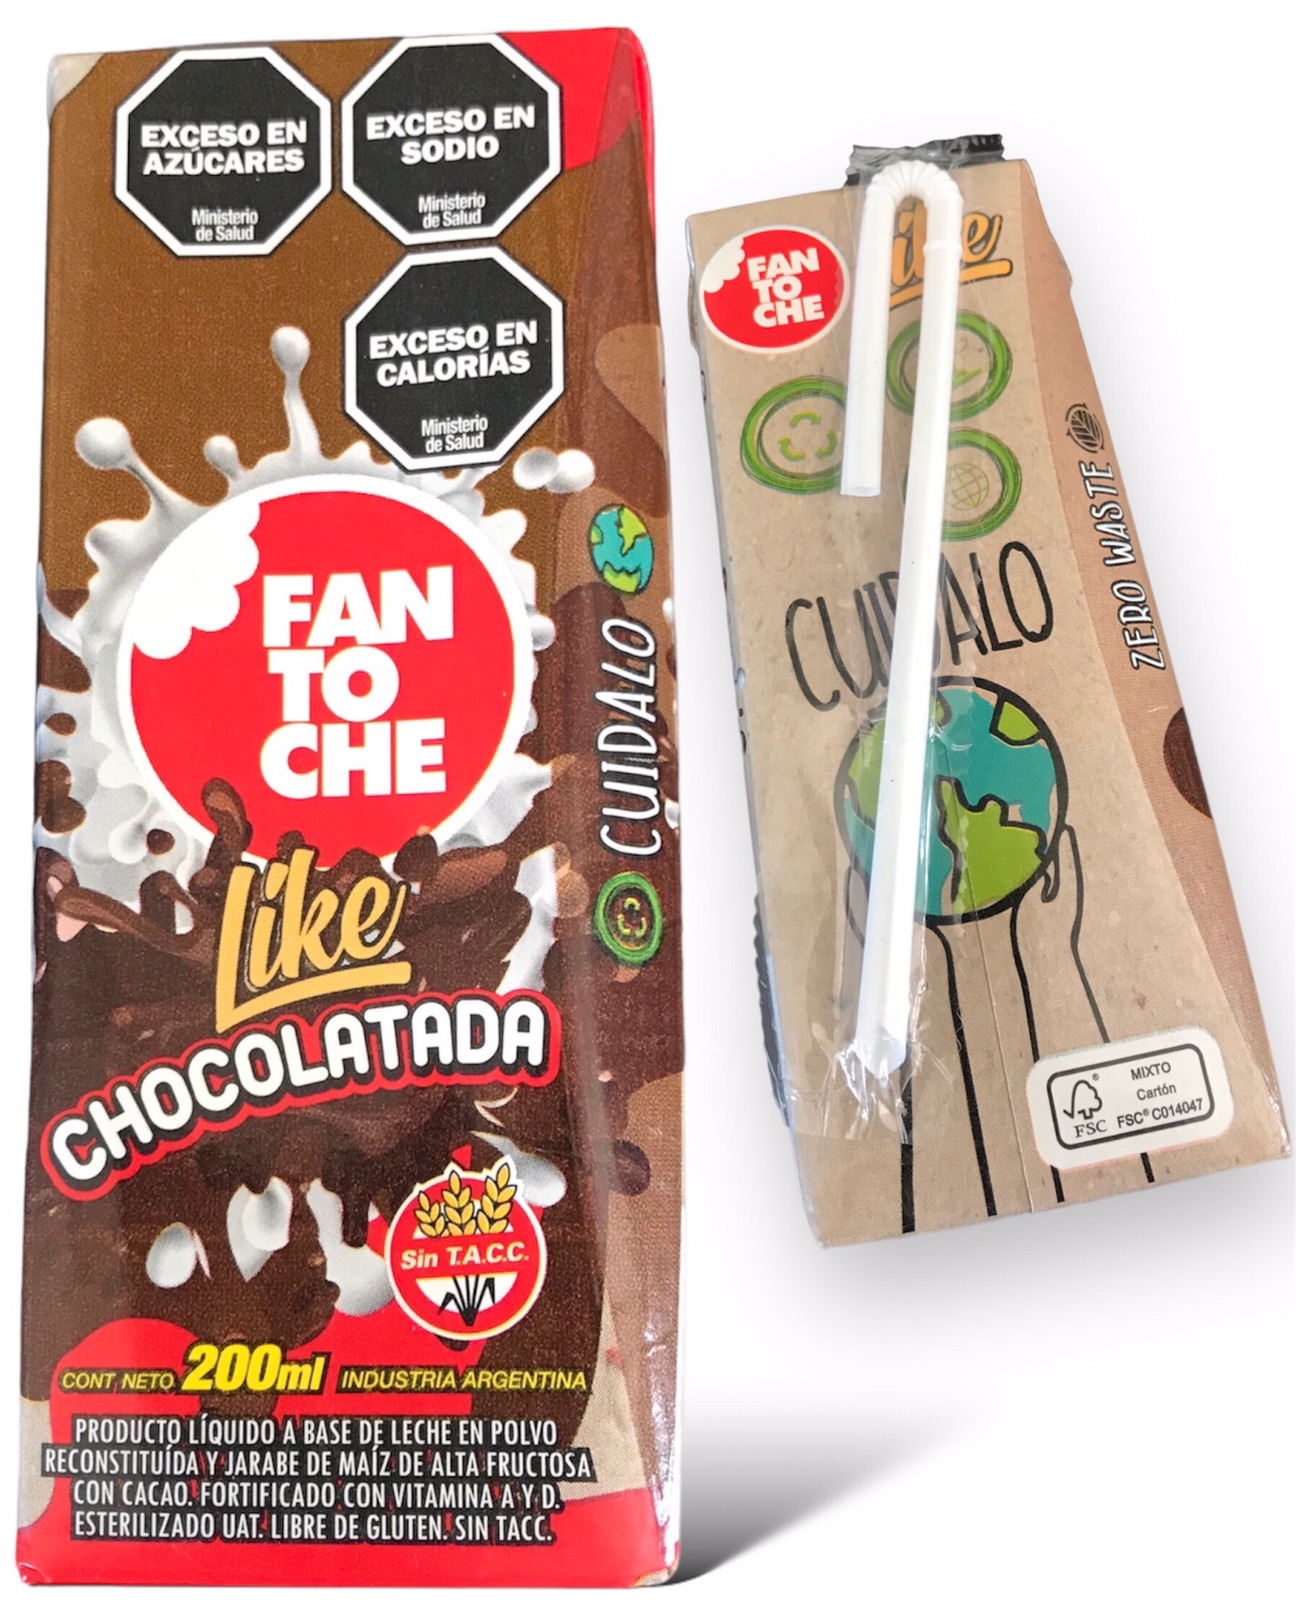 EXCESO EN
AZÚCARES
Ministerio
de Salud
EXCESO EN
SODIO
Ministerio
de Salud
EXCESO EN
CALORÍAS
Ministerio
de Salud
FAN
TO
CHE
Like
CHOCOLATADA
CUIDALO
Sin T.A.C.C.
CONT. NETO 200ml INDUSTRIA ARGENTINA
PRODUCTO LÍQUIDO A BASE DE LECHE EN POLVO
RECONSTITUÍDA Y JARABE DE MAÍZ DE ALTA FRUCTOSA
CON CACAO. FORTIFICADO CON VITAMINA A Y D.
ESTERILIZADO UAT. LIBRE DE GLUTEN. SIN TACC.
FAN
TO
CHE
Like
CUIDALO
ZERO WASTE
MIXTO
Cartón
FSC® C014047
FSC